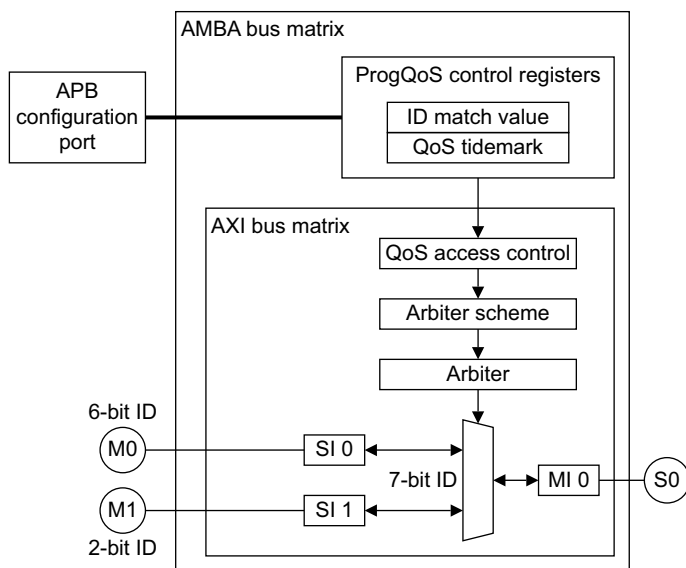 AMBA bus matrix
APB
configuration
port
ProgQoS control registers
ID match value
QoS tidemark
AXI bus matrix
QoS access control
Arbiter scheme
Arbiter
6-bit ID
M0
SI 0
7-bit ID
MI 0
S0
M1
SI 1
2-bit ID